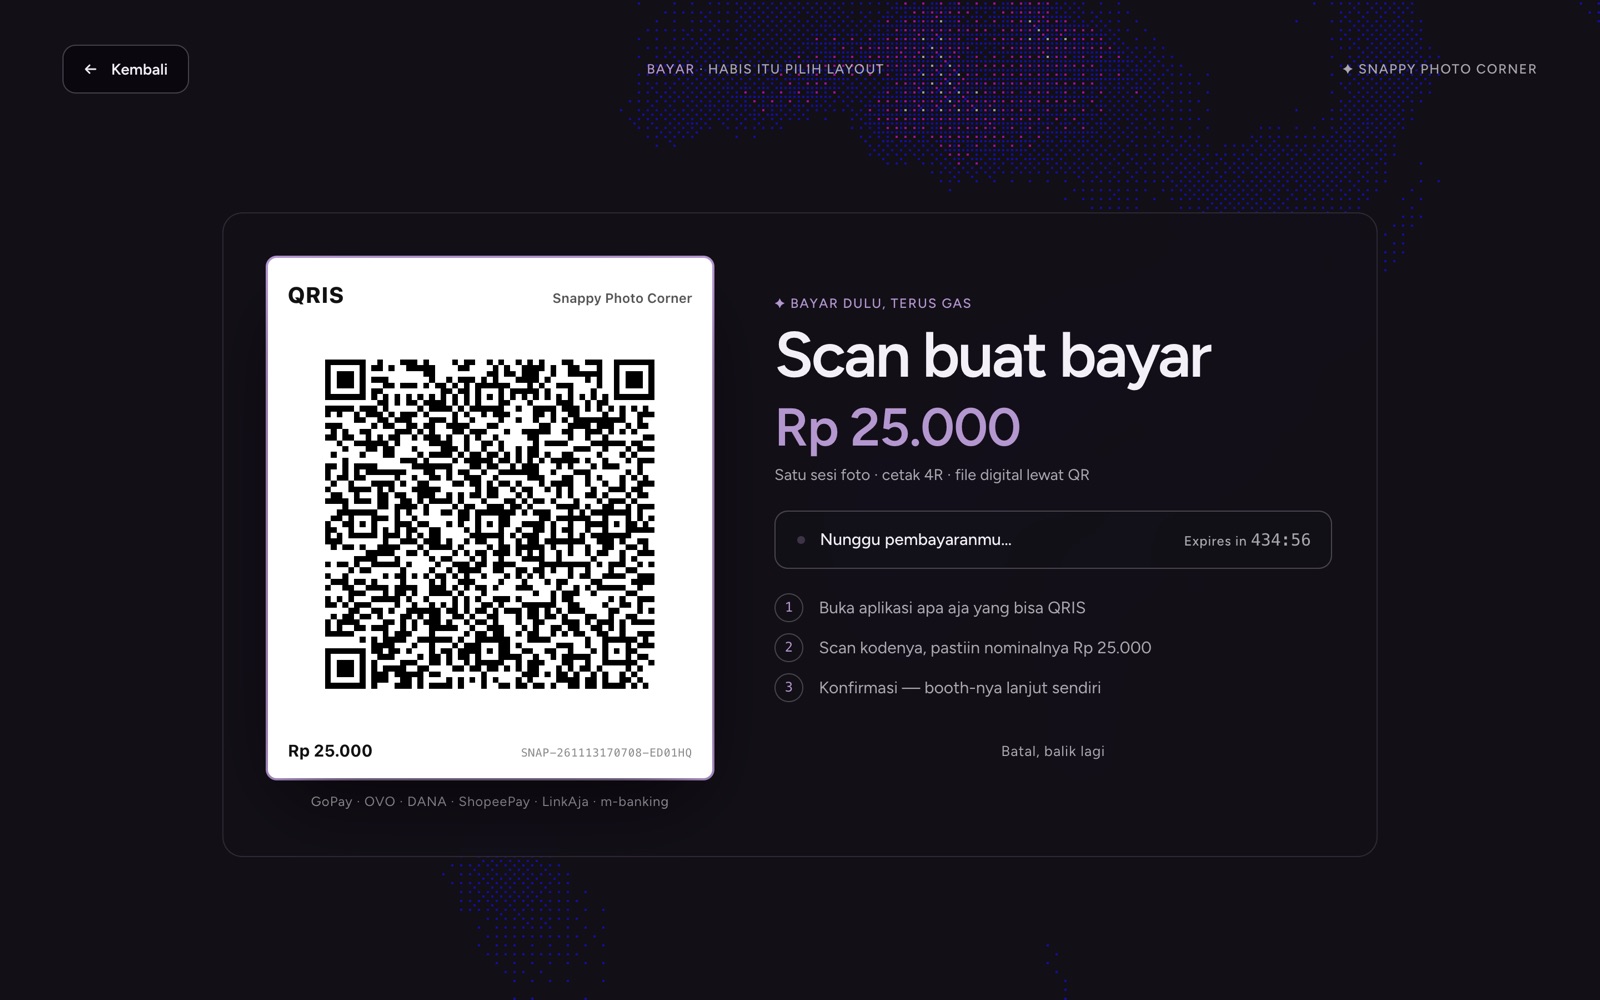 ← Kembali
BAYAR · HABIS ITU PILIH LAYOUT
✦ SNAPPY PHOTO CORNER
QRIS
Snappy Photo Corner
Rp 25.000
SNAP-261113170708-ED01HQ
GoPay · OVO · DANA · ShopeePay · LinkAja · m-banking
✦ BAYAR DULU, TERUS GAS
Scan buat bayar
Rp 25.000
Satu sesi foto · cetak 4R · file digital lewat QR
Nunggu pembayaranmu…
Expires in 434:56
1 Buka aplikasi apa aja yang bisa QRIS
2 Scan kodenya, pastiin nominalnya Rp 25.000
3 Konfirmasi — booth-nya lanjut sendiri
Batal, balik lagi